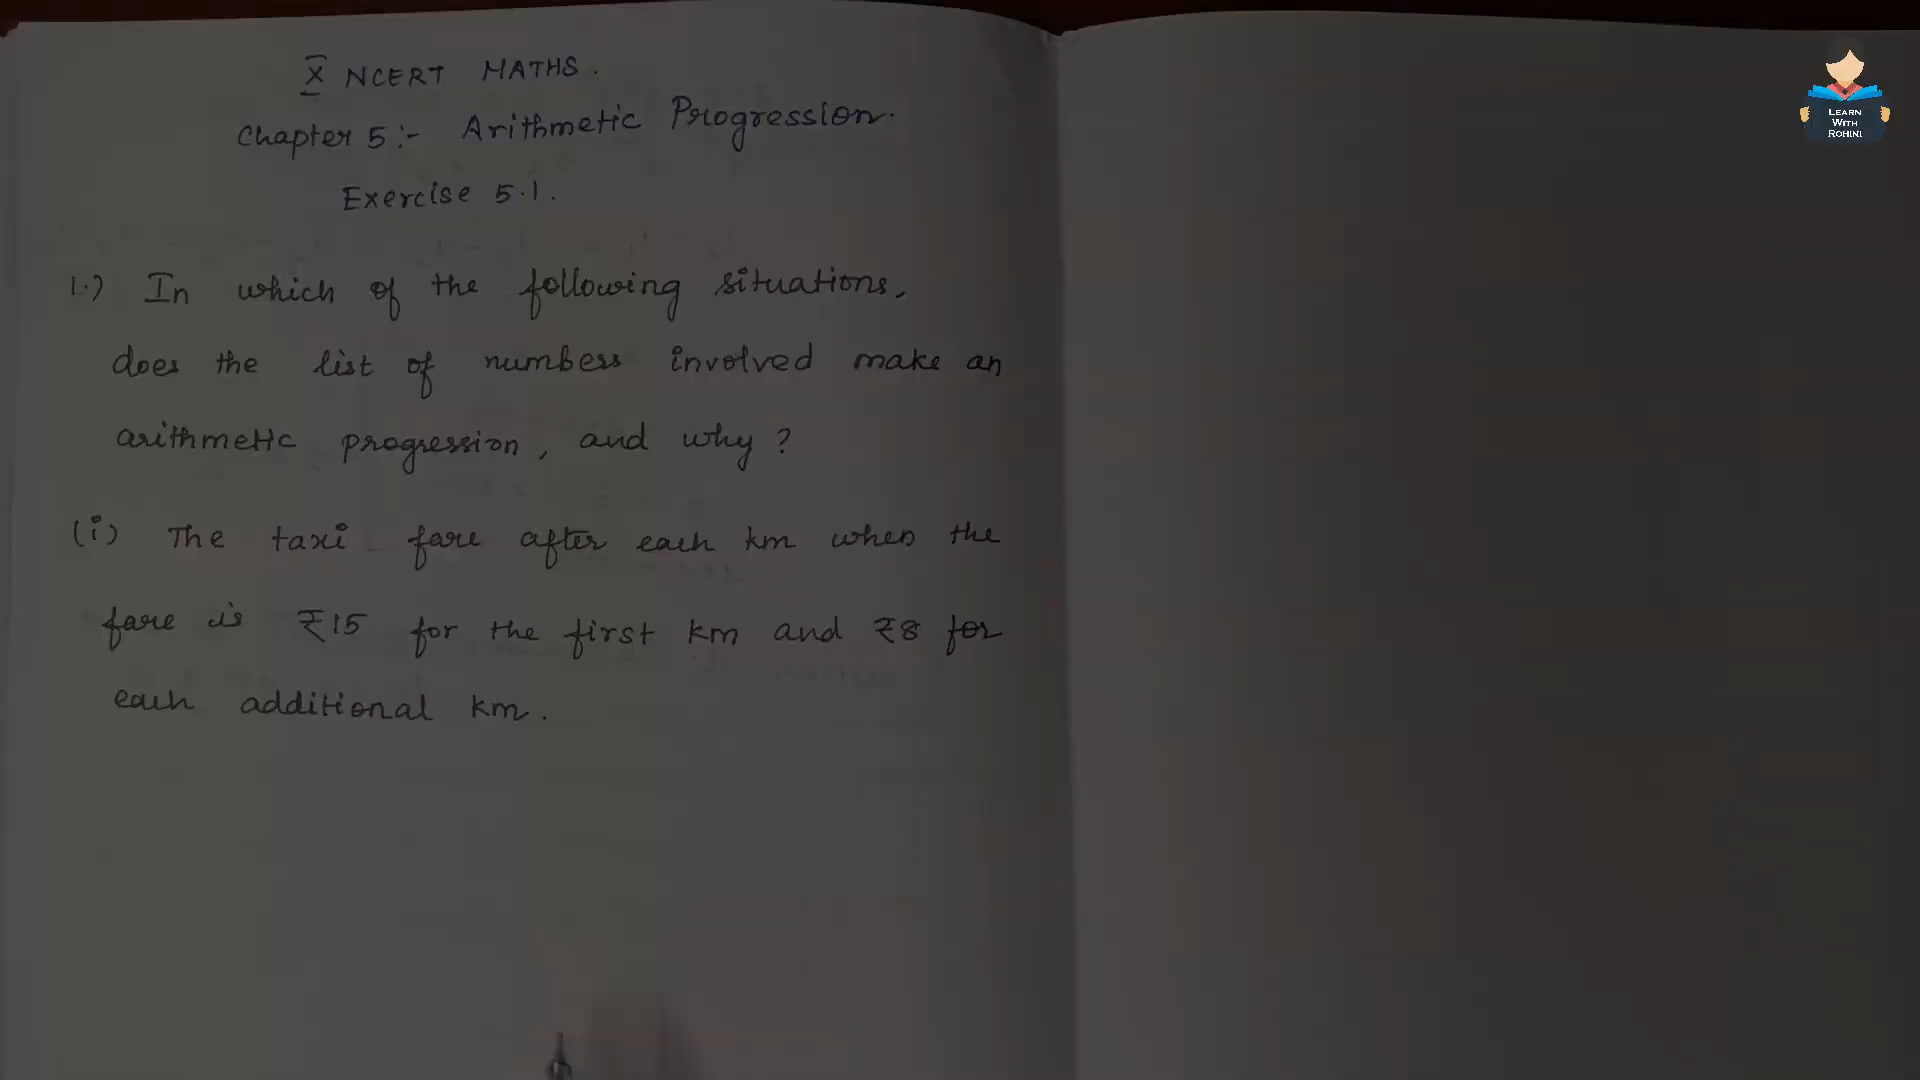 X NCERT MATHS.
Chapter 5:- Arithmetic Progression.
Exercise 5.1.
1.) In which of the following situations,
does the list of numbers involved make an
arithmetic progression, and why?
(i) The taxi fare after each km when the
fare is ₹15 for the first km and ₹8 for
each additional km.
LEARN
WITH
ROHINI